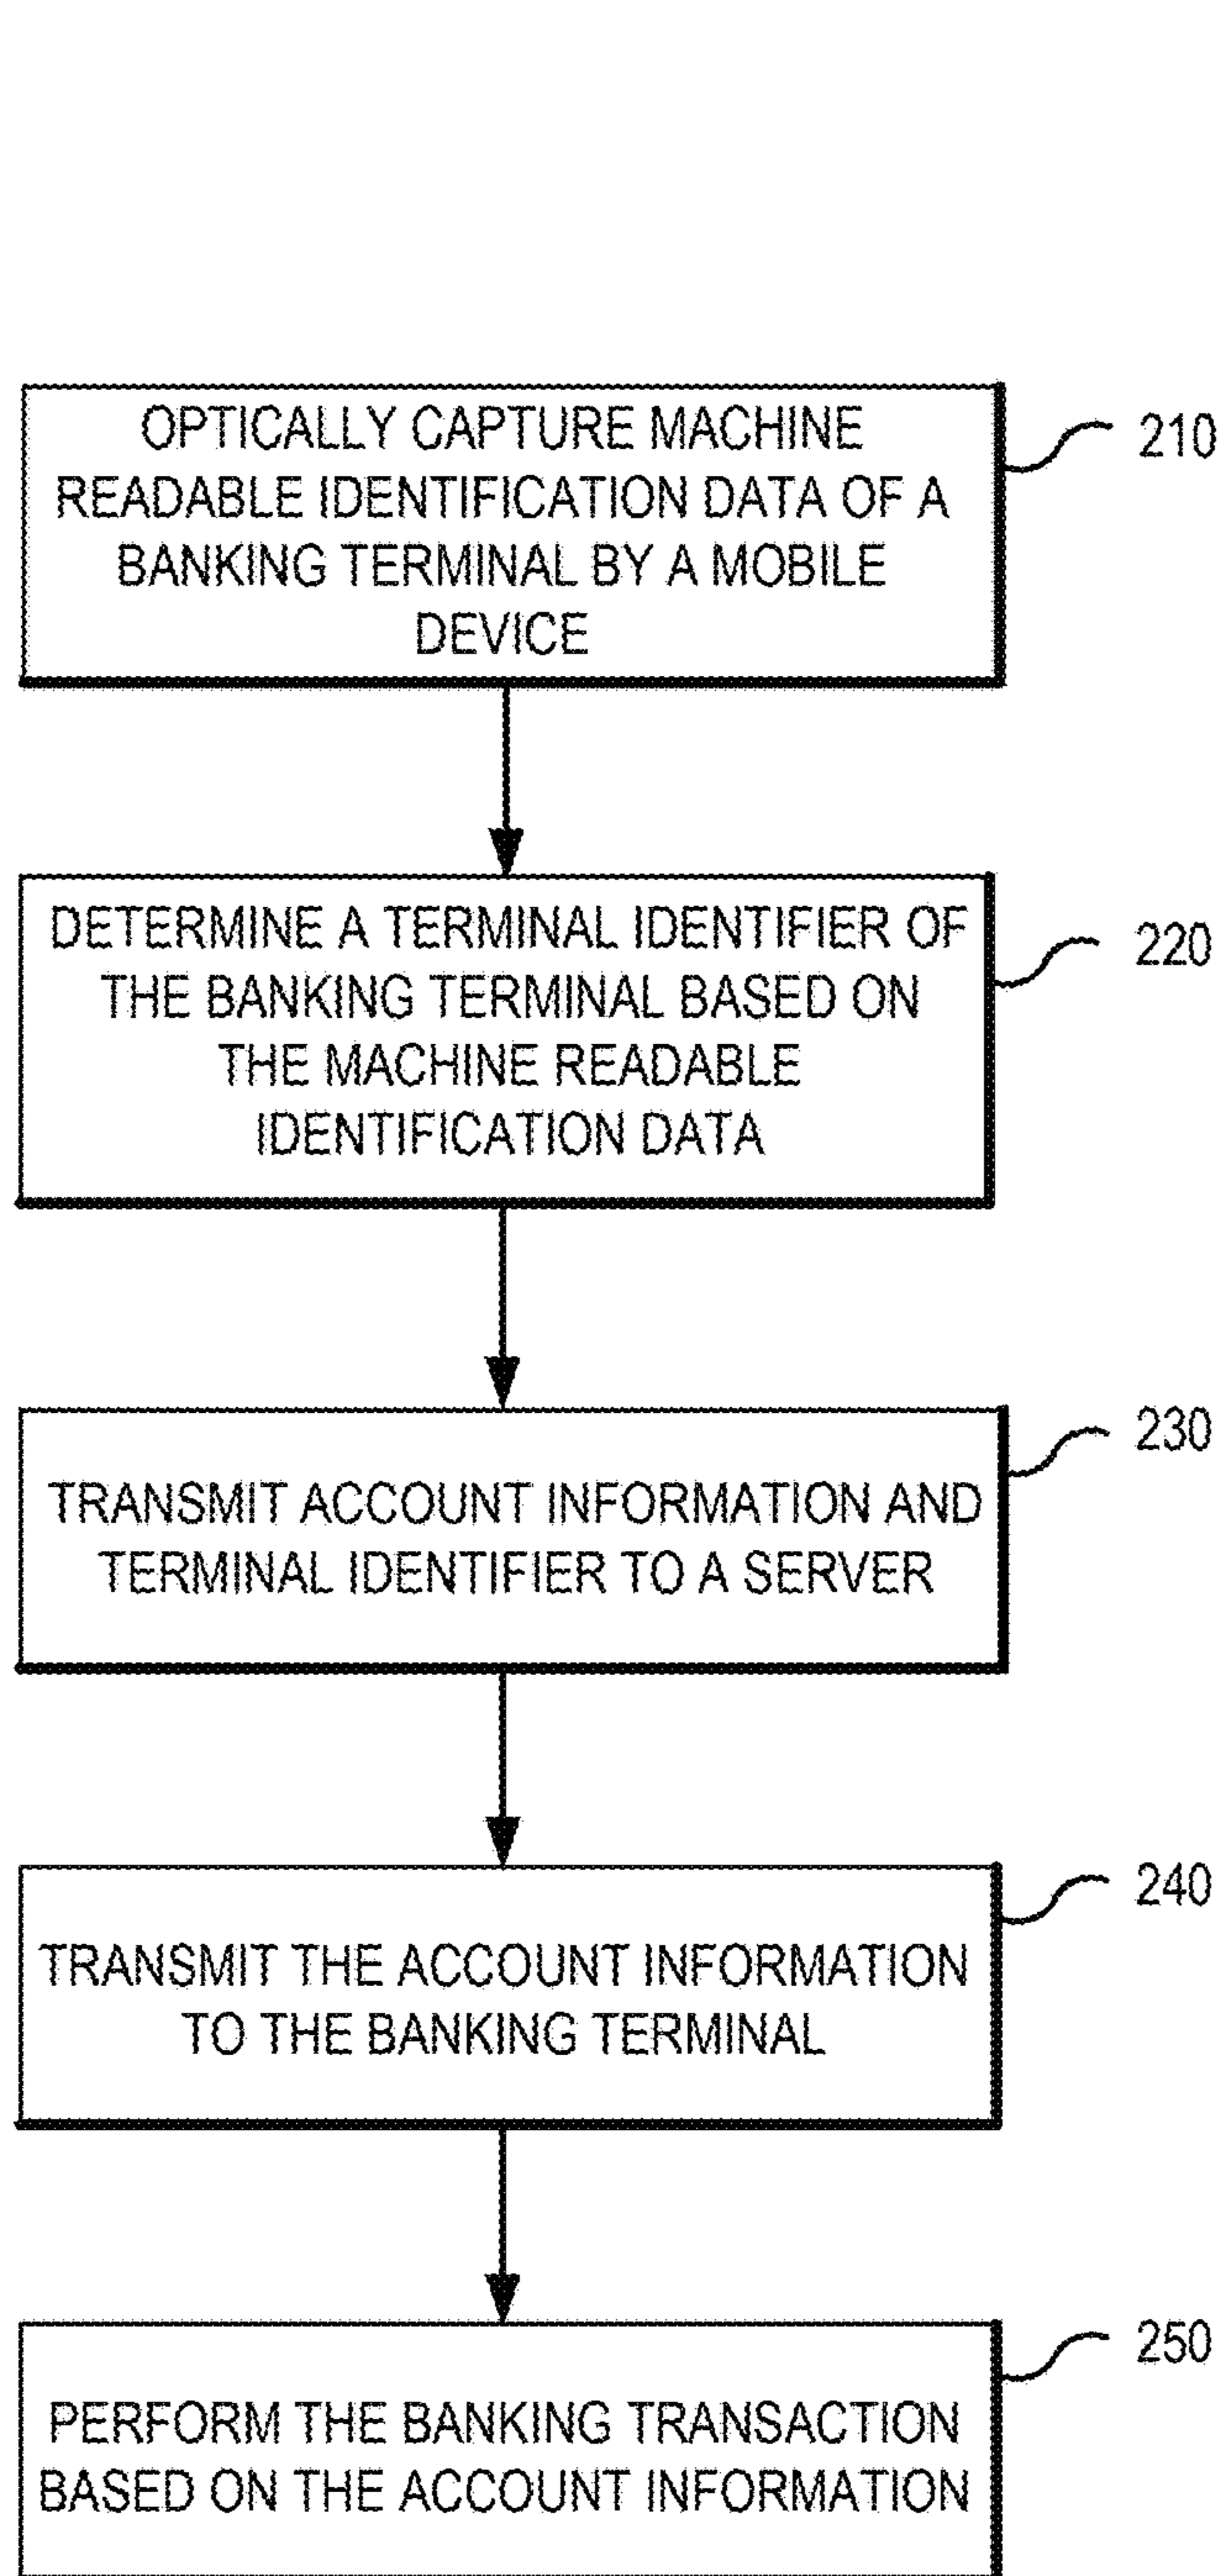 OPTICALLY CAPTURE MACHINE
READABLE IDENTIFICATION DATA OF A
BANKING TERMINAL BY A MOBILE
DEVICE
210
DETERMINE A TERMINAL IDENTIFIER OF
THE BANKING TERMINAL BASED ON
THE MACHINE READABLE
IDENTIFICATION DATA
220
TRANSMIT ACCOUNT INFORMATION AND
TERMINAL IDENTIFIER TO A SERVER
230
TRANSMIT THE ACCOUNT INFORMATION
TO THE BANKING TERMINAL
240
PERFORM THE BANKING TRANSACTION
BASED ON THE ACCOUNT INFORMATION
250